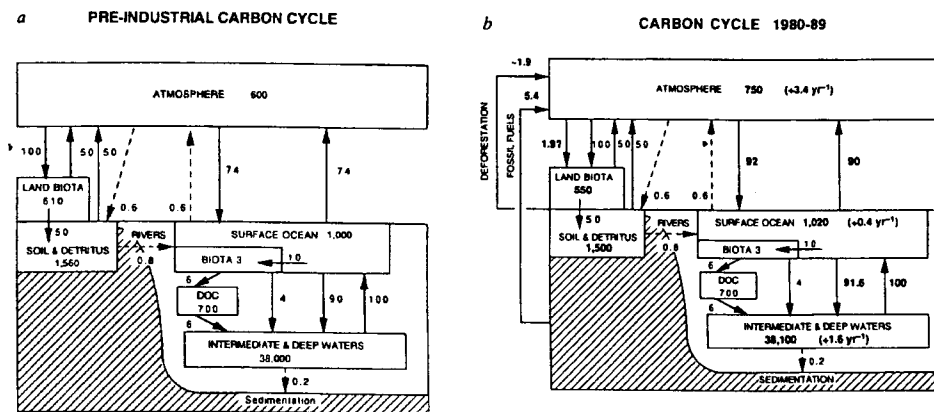 a PRE-INDUSTRIAL CARBON CYCLE
ATMOSPHERE 600
100
50
50
74
74
LAND BIOTA
610
0.6
0.6
50
RIVERS
SURFACE OCEAN 1,000
SOIL & DETRITUS
1,560
0.8
BIOTA 3
10
6
DOC
700
4
90
100
6
INTERMEDIATE & DEEP WATERS
38,000
0.2
Sedimentation
b CARBON CYCLE 1980-89
~1.9
5.4
ATMOSPHERE 750 (+3.4 yr⁻¹)
DEFORESTATION
FOSSIL FUELS
1.9?
100
50
50
92
90
LAND BIOTA
550
0.6
0.6
50
RIVERS
SURFACE OCEAN 1,020 (+0.4 yr⁻¹)
SOIL & DETRITUS
1,500
0.8
BIOTA 3
10
6
DOC
700
4
91.6
100
6
INTERMEDIATE & DEEP WATERS
38,100 (+1.6 yr⁻¹)
0.2
SEDIMENTATION